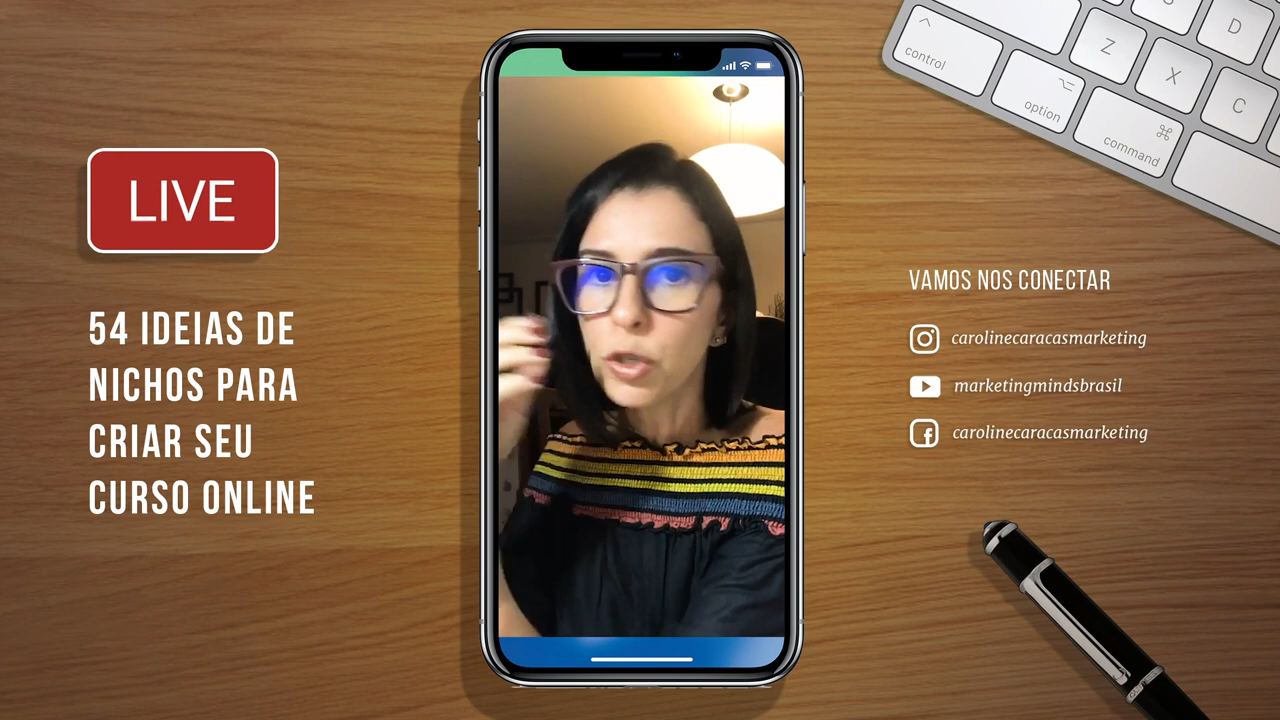 LIVE
54 IDEIAS DE
NICHOS PARA
CRIAR SEU
CURSO ONLINE
control
option
command
Z
X
C
S
D
VAMOS NOS CONECTAR
carolinecaracasmarketing
marketingmindsbrasil
carolinecaracasmarketing